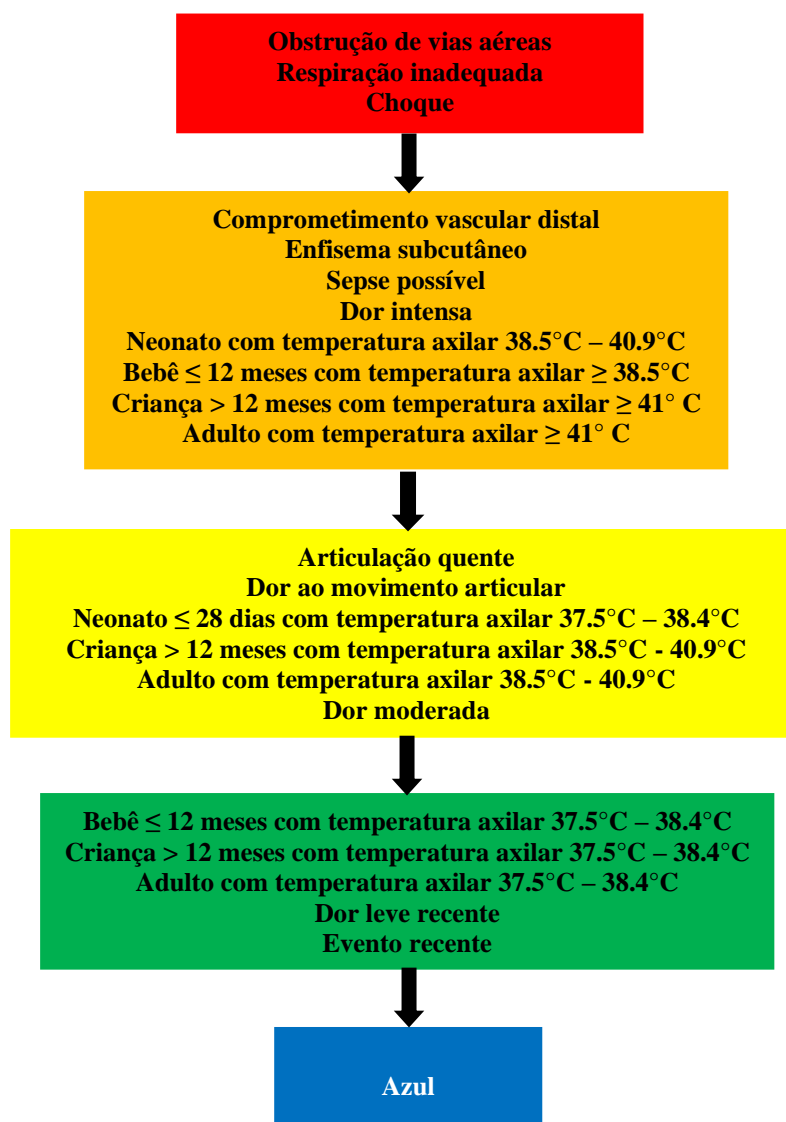 Obstrução de vias aéreas
Respiração inadequada
Choque
Comprometimento vascular distal
Enfisema subcutâneo
Sepse possível
Dor intensa
Neonato com temperatura axilar 38.5°C – 40.9°C
Bebê ≤ 12 meses com temperatura axilar ≥ 38.5°C
Criança > 12 meses com temperatura axilar ≥ 41° C
Adulto com temperatura axilar ≥ 41° C
Articulação quente
Dor ao movimento articular
Neonato ≤ 28 dias com temperatura axilar 37.5°C – 38.4°C
Criança > 12 meses com temperatura axilar 38.5°C - 40.9°C
Adulto com temperatura axilar 38.5°C - 40.9°C
Dor moderada
Bebê ≤ 12 meses com temperatura axilar 37.5°C – 38.4°C
Criança > 12 meses com temperatura axilar 37.5°C – 38.4°C
Adulto com temperatura axilar 37.5°C – 38.4°C
Dor leve recente
Evento recente
Azul